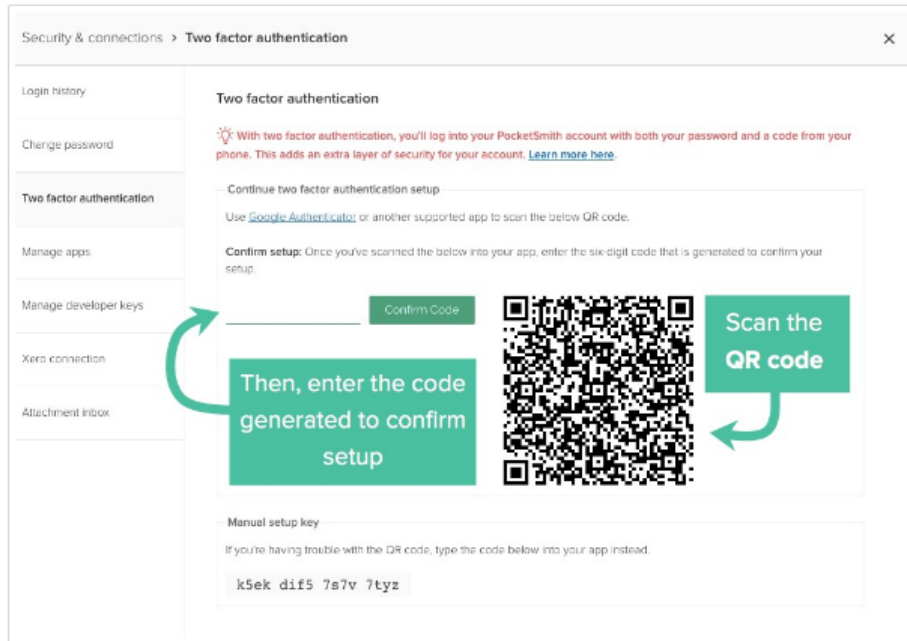 Security & connections > Two factor authentication
Login history
Change password
Two factor authentication
Manage apps
Manage developer keys
Xero connection
Attachment inbox
Two factor authentication
With two factor authentication, you'll log into your PocketSmith account with both your password and a code from your
phone. This adds an extra layer of security for your account. Learn more here.
Continue two factor authentication setup
Use Google Authenticator or another supported app to scan the below QR code.
Confirm setup: Once you've scanned the below into your app, enter the six-digit code that is generated to confirm your
setup.
Confirm Code
Scan the
QR code
Then, enter the code
generated to confirm
setup
Manual setup key
If you're having trouble with the QR code, type the code below into your app instead.
k5ek dif5 7s7v 7tyz